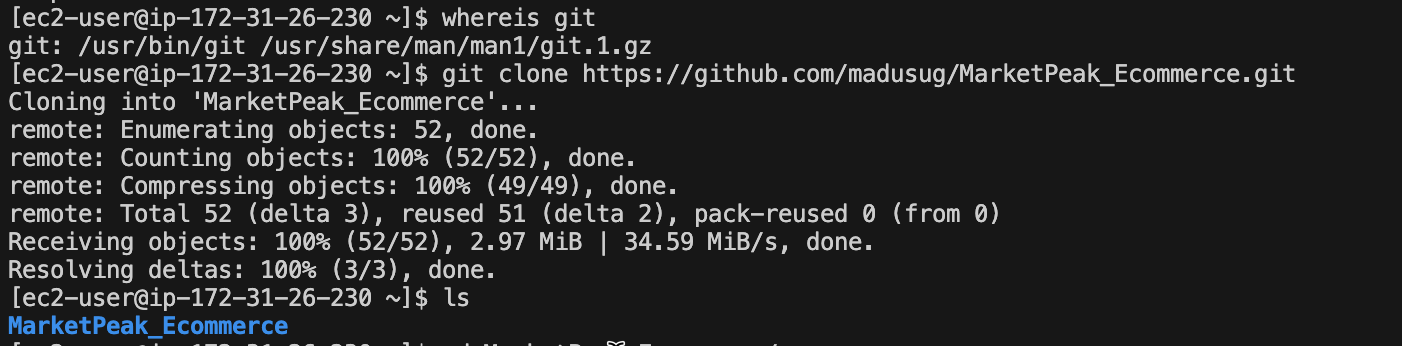 [ec2-user@ip-172-31-26-230 ~]$ whereis git
git: /usr/bin/git /usr/share/man/man1/git.1.gz
[ec2-user@ip-172-31-26-230 ~]$ git clone https://github.com/madusug/MarketPeak_Ecommerce.git
Cloning into 'MarketPeak_Ecommerce'...
remote: Enumerating objects: 52, done.
remote: Counting objects: 100% (52/52), done.
remote: Compressing objects: 100% (49/49), done.
remote: Total 52 (delta 3), reused 51 (delta 2), pack-reused 0 (from 0)
Receiving objects: 100% (52/52), 2.97 MiB | 34.59 MiB/s, done.
Resolving deltas: 100% (3/3), done.
[ec2-user@ip-172-31-26-230 ~]$ ls
MarketPeak_Ecommerce